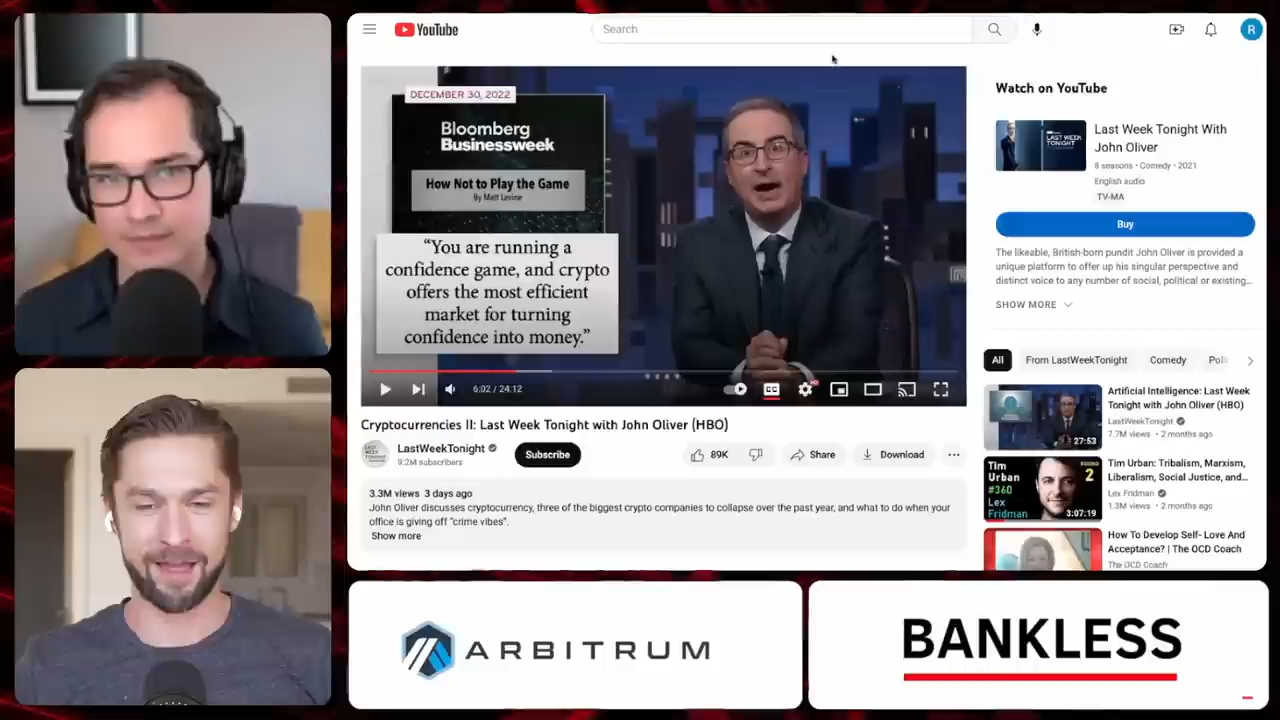 YouTube
Search
R
DECEMBER 30, 2022
Bloomberg
Businessweek
How Not to Play the Game
By Matt Levine
“You are running a
confidence game, and crypto
offers the most efficient
market for turning
confidence into money.”
6:02 / 24:12
CC
Cryptocurrencies II: Last Week Tonight with John Oliver (HBO)
LAST WEEK TONIGHT
LastWeekTonight
9.2M subscribers
Subscribe
89K
Share
Download
3.3M views 3 days ago
John Oliver discusses cryptocurrency, three of the biggest crypto companies to collapse over the past year, and what to do when your
office is giving off "crime vibes".
Show more
Watch on YouTube
LAST WEEK
TONIGHT
Last Week Tonight With
John Oliver
8 seasons • Comedy • 2021
English audio
TV-MA
Buy
The likeable, British-born pundit John Oliver is provided a
unique platform to offer up his singular perspective and
distinct voice to any number of social, political or existing...
SHOW MORE
All
From LastWeekTonight
Comedy
27:53
Artificial Intelligence: Last Week
Tonight with John Oliver (HBO)
LastWeekTonight
7.7M views • 2 months ago
Tim
Urban
#360
Lex
Fridman
2
3:07:19
Tim Urban: Tribalism, Marxism,
Liberalism, Social Justice, and...
Lex Fridman
1.3M views • 2 months ago
How To Develop Self- Love And
Acceptance? | The OCD Coach
The OCD Coach
ARBITRUM
BANKLESS